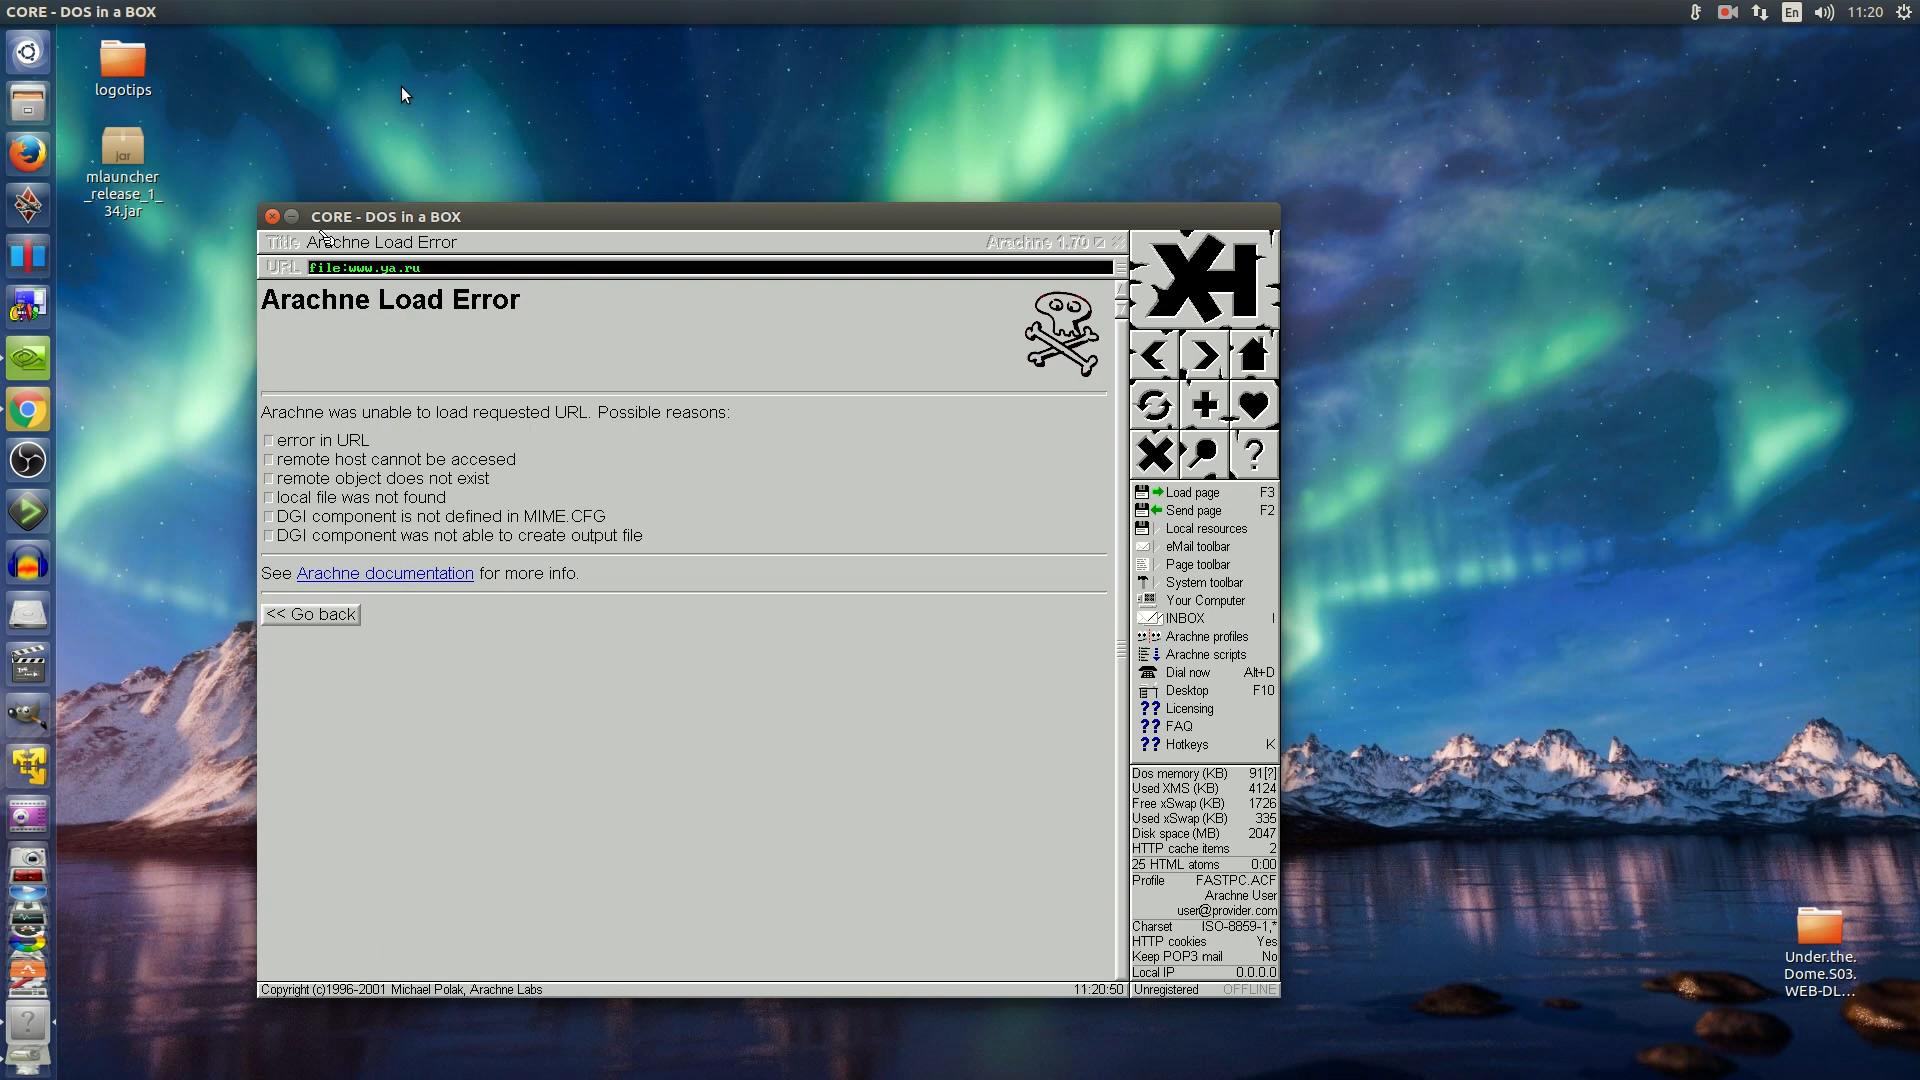 CORE - DOS in a BOX
En
11:20
logotips
jar
mlauncher
_release_1_
34.jar
CORE - DOS in a BOX
Title Arachne Load Error Arachne 1.70
URL file:www.ya.ru
Arachne Load Error
Arachne was unable to load requested URL. Possible reasons:
error in URL
remote host cannot be accesed
remote object does not exist
local file was not found
DGI component is not defined in MIME.CFG
DGI component was not able to create output file
See Arachne documentation for more info.
<< Go back
Copyright (c)1996-2001 Michael Polak, Arachne Labs 11:20:50
Load page F3
Send page F2
Local resources
eMail toolbar
Page toolbar
System toolbar
Your Computer
INBOX I
Arachne profiles
Arachne scripts
Dial now Alt+D
Desktop F10
?? Licensing
?? FAQ
?? Hotkeys K
Dos memory (KB) 91[?]
Used XMS (KB) 4124
Free xSwap (KB) 1726
Used xSwap (KB) 335
Disk space (MB) 2047
HTTP cache items 2
25 HTML atoms 0:00
Profile FASTPC.ACF
Arachne User
user@provider.com
Charset ISO-8859-1,*
HTTP cookies Yes
Keep POP3 mail No
Local IP 0.0.0.0
Unregistered OFFLINE
Under.the.
Dome.S03.
WEB-DL...